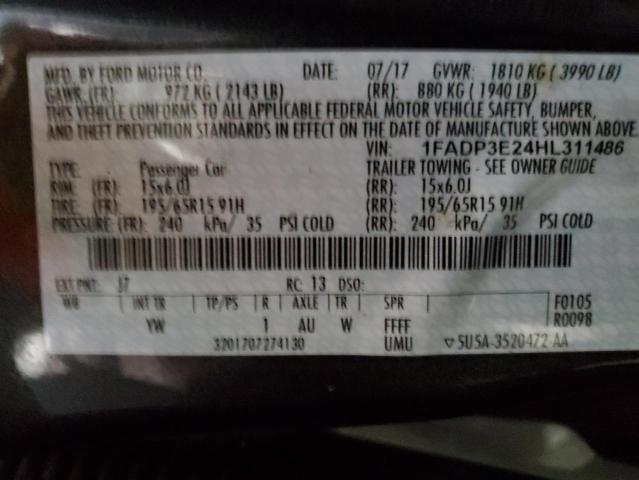 MFD. BY FORD MOTOR CO. DATE: 07/17 GVWR: 1810 KG ( 3990 LB)
GAWR: (FR): 972 KG ( 2143 LB) (RR): 880 KG ( 1940 LB)
THIS VEHICLE CONFORMS TO ALL APPLICABLE FEDERAL MOTOR VEHICLE SAFETY, BUMPER,
AND THEFT PREVENTION STANDARDS IN EFFECT ON THE DATE OF MANUFACTURE SHOWN ABOVE.
VIN: 1FADP3E24HL311486
TYPE: Passenger Car TRAILER TOWING - SEE OWNER GUIDE
RIM: (FR): 15x6.0J (RR): 15x6.0J
TIRE: (FR): 195/65R15 91H (RR): 195/65R15 91H
PRESSURE: (FR): 240 kPa/ 35 PSI COLD (RR): 240 kPa/ 35 PSI COLD
EXT PNT: J7 RC: 13 DSO:
WB INT TR TP/PS R AXLE TR SPR F0105
YW 1 AU W FFFF R0098
3201707274130 UMU ▽5U5A-3520472-AA